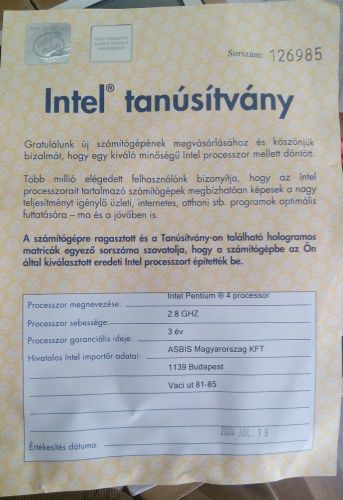 Sorszám: 126985
Intel® tanúsítvány
Gratulálunk új számítógépének megvásárlásához és köszönjük
bizalmát, hogy egy kiváló minőségű Intel processzor mellett döntött.
Több millió elégedett felhasználónk bizonyítja, hogy az Intel
processzorait tartalmazó számítógépek megbízhatóan képesek a nagy
teljesítményt igénylő üzleti, internetes, otthoni stb. programok optimális
futtatására – ma és a jövőben is.
A számítógépre ragasztott és a Tanúsítvány-on található hologramos
matricák egyező sorszáma szavatolja, hogy a számítógépbe az Ön
által kiválasztott eredeti Intel processzort építették be.
Processzor megnevezése: Intel Pentium ® 4 processor
Processzor sebessége: 2.8 GHZ
Processzor garanciális ideje: 3 év
Hivatalos Intel importőr adatai: ASBIS Magyarorszag KFT
1139 Budapest
Vaci ut 81-85
Értékesítés dátuma: 2004 JÚL. 19